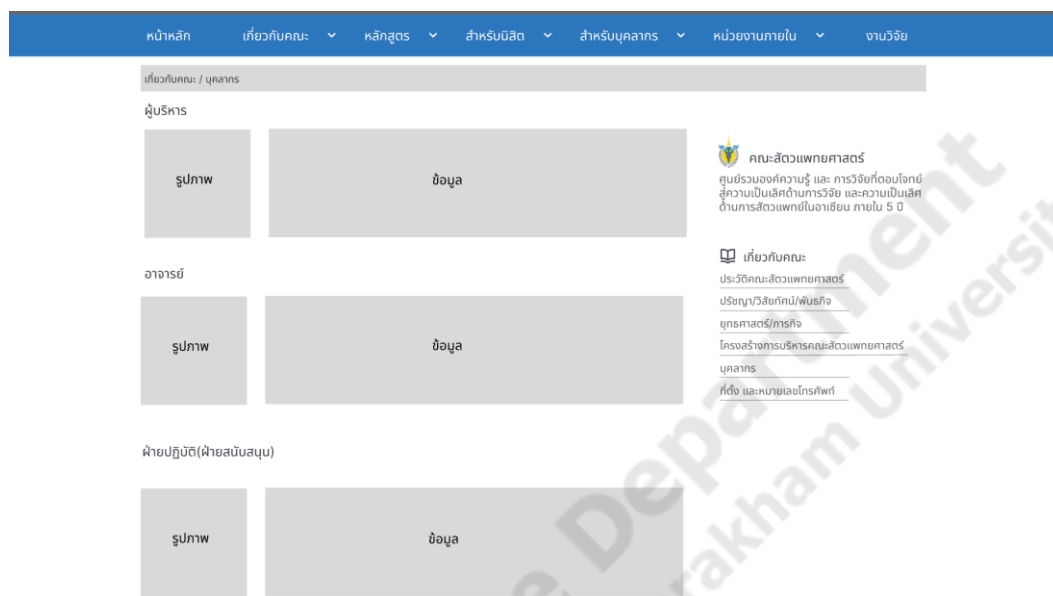 หน้าหลัก เกี่ยวกับคณะ หลักสูตร สำหรับนิสิต สำหรับบุคลากร หน่วยงานภายใน งานวิจัย
เกี่ยวกับคณะ / บุคลากร
ผู้บริหาร
รูปภาพ
ข้อมูล
อาจารย์
รูปภาพ
ข้อมูล
ฝ่ายปฏิบัติ(ฝ่ายสนับสนุน)
รูปภาพ
ข้อมูล
คณะสัตวแพทยศาสตร์
ศูนย์รวมองค์ความรู้ และ การวิจัยที่ตอบโจทย์
สู่ความเป็นเลิศด้านการวิจัย และความเป็นเลิศ
ด้านการสัตวแพทย์ในอาเซียน ภายใน 5 ปี
เกี่ยวกับคณะ
ประวัติคณะสัตวแพทยศาสตร์
ปรัชญา/วิสัยทัศน์/พันธกิจ
ยุทธศาสตร์/ภารกิจ
โครงสร้างการบริหารคณะสัตวแพทยศาสตร์
บุคลากร
ที่ตั้ง และหมายเลขโทรศัพท์
Department